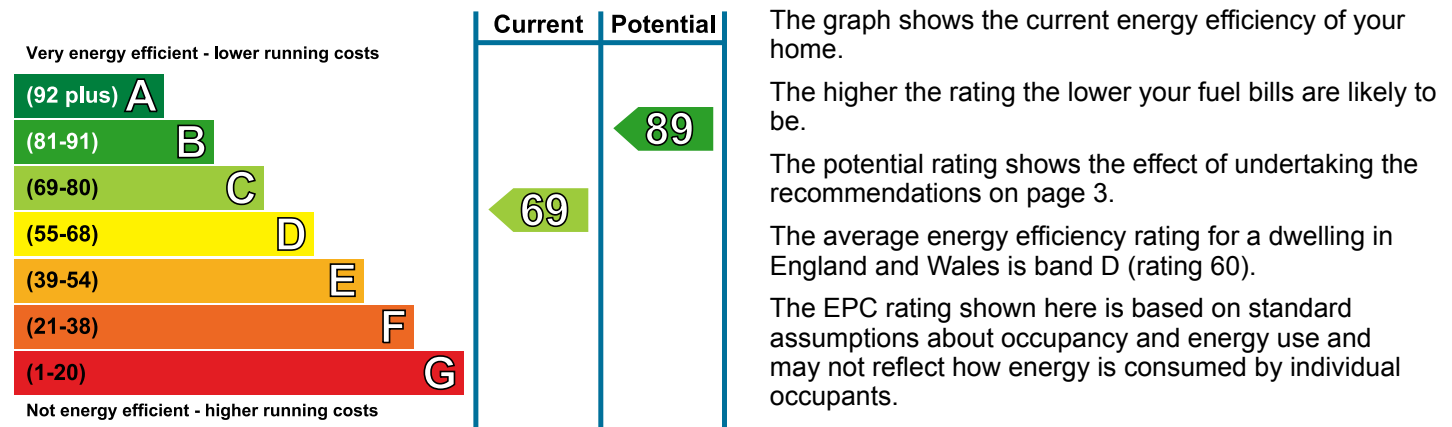 Current Potential
Very energy efficient - lower running costs
(92 plus) A
(81-91) B
(69-80) C
(55-68) D
(39-54) E
(21-38) F
(1-20) G
Not energy efficient - higher running costs
69
89
The graph shows the current energy efficiency of your
home.
The higher the rating the lower your fuel bills are likely to
be.
The potential rating shows the effect of undertaking the
recommendations on page 3.
The average energy efficiency rating for a dwelling in
England and Wales is band D (rating 60).
The EPC rating shown here is based on standard
assumptions about occupancy and energy use and
may not reflect how energy is consumed by individual
occupants.